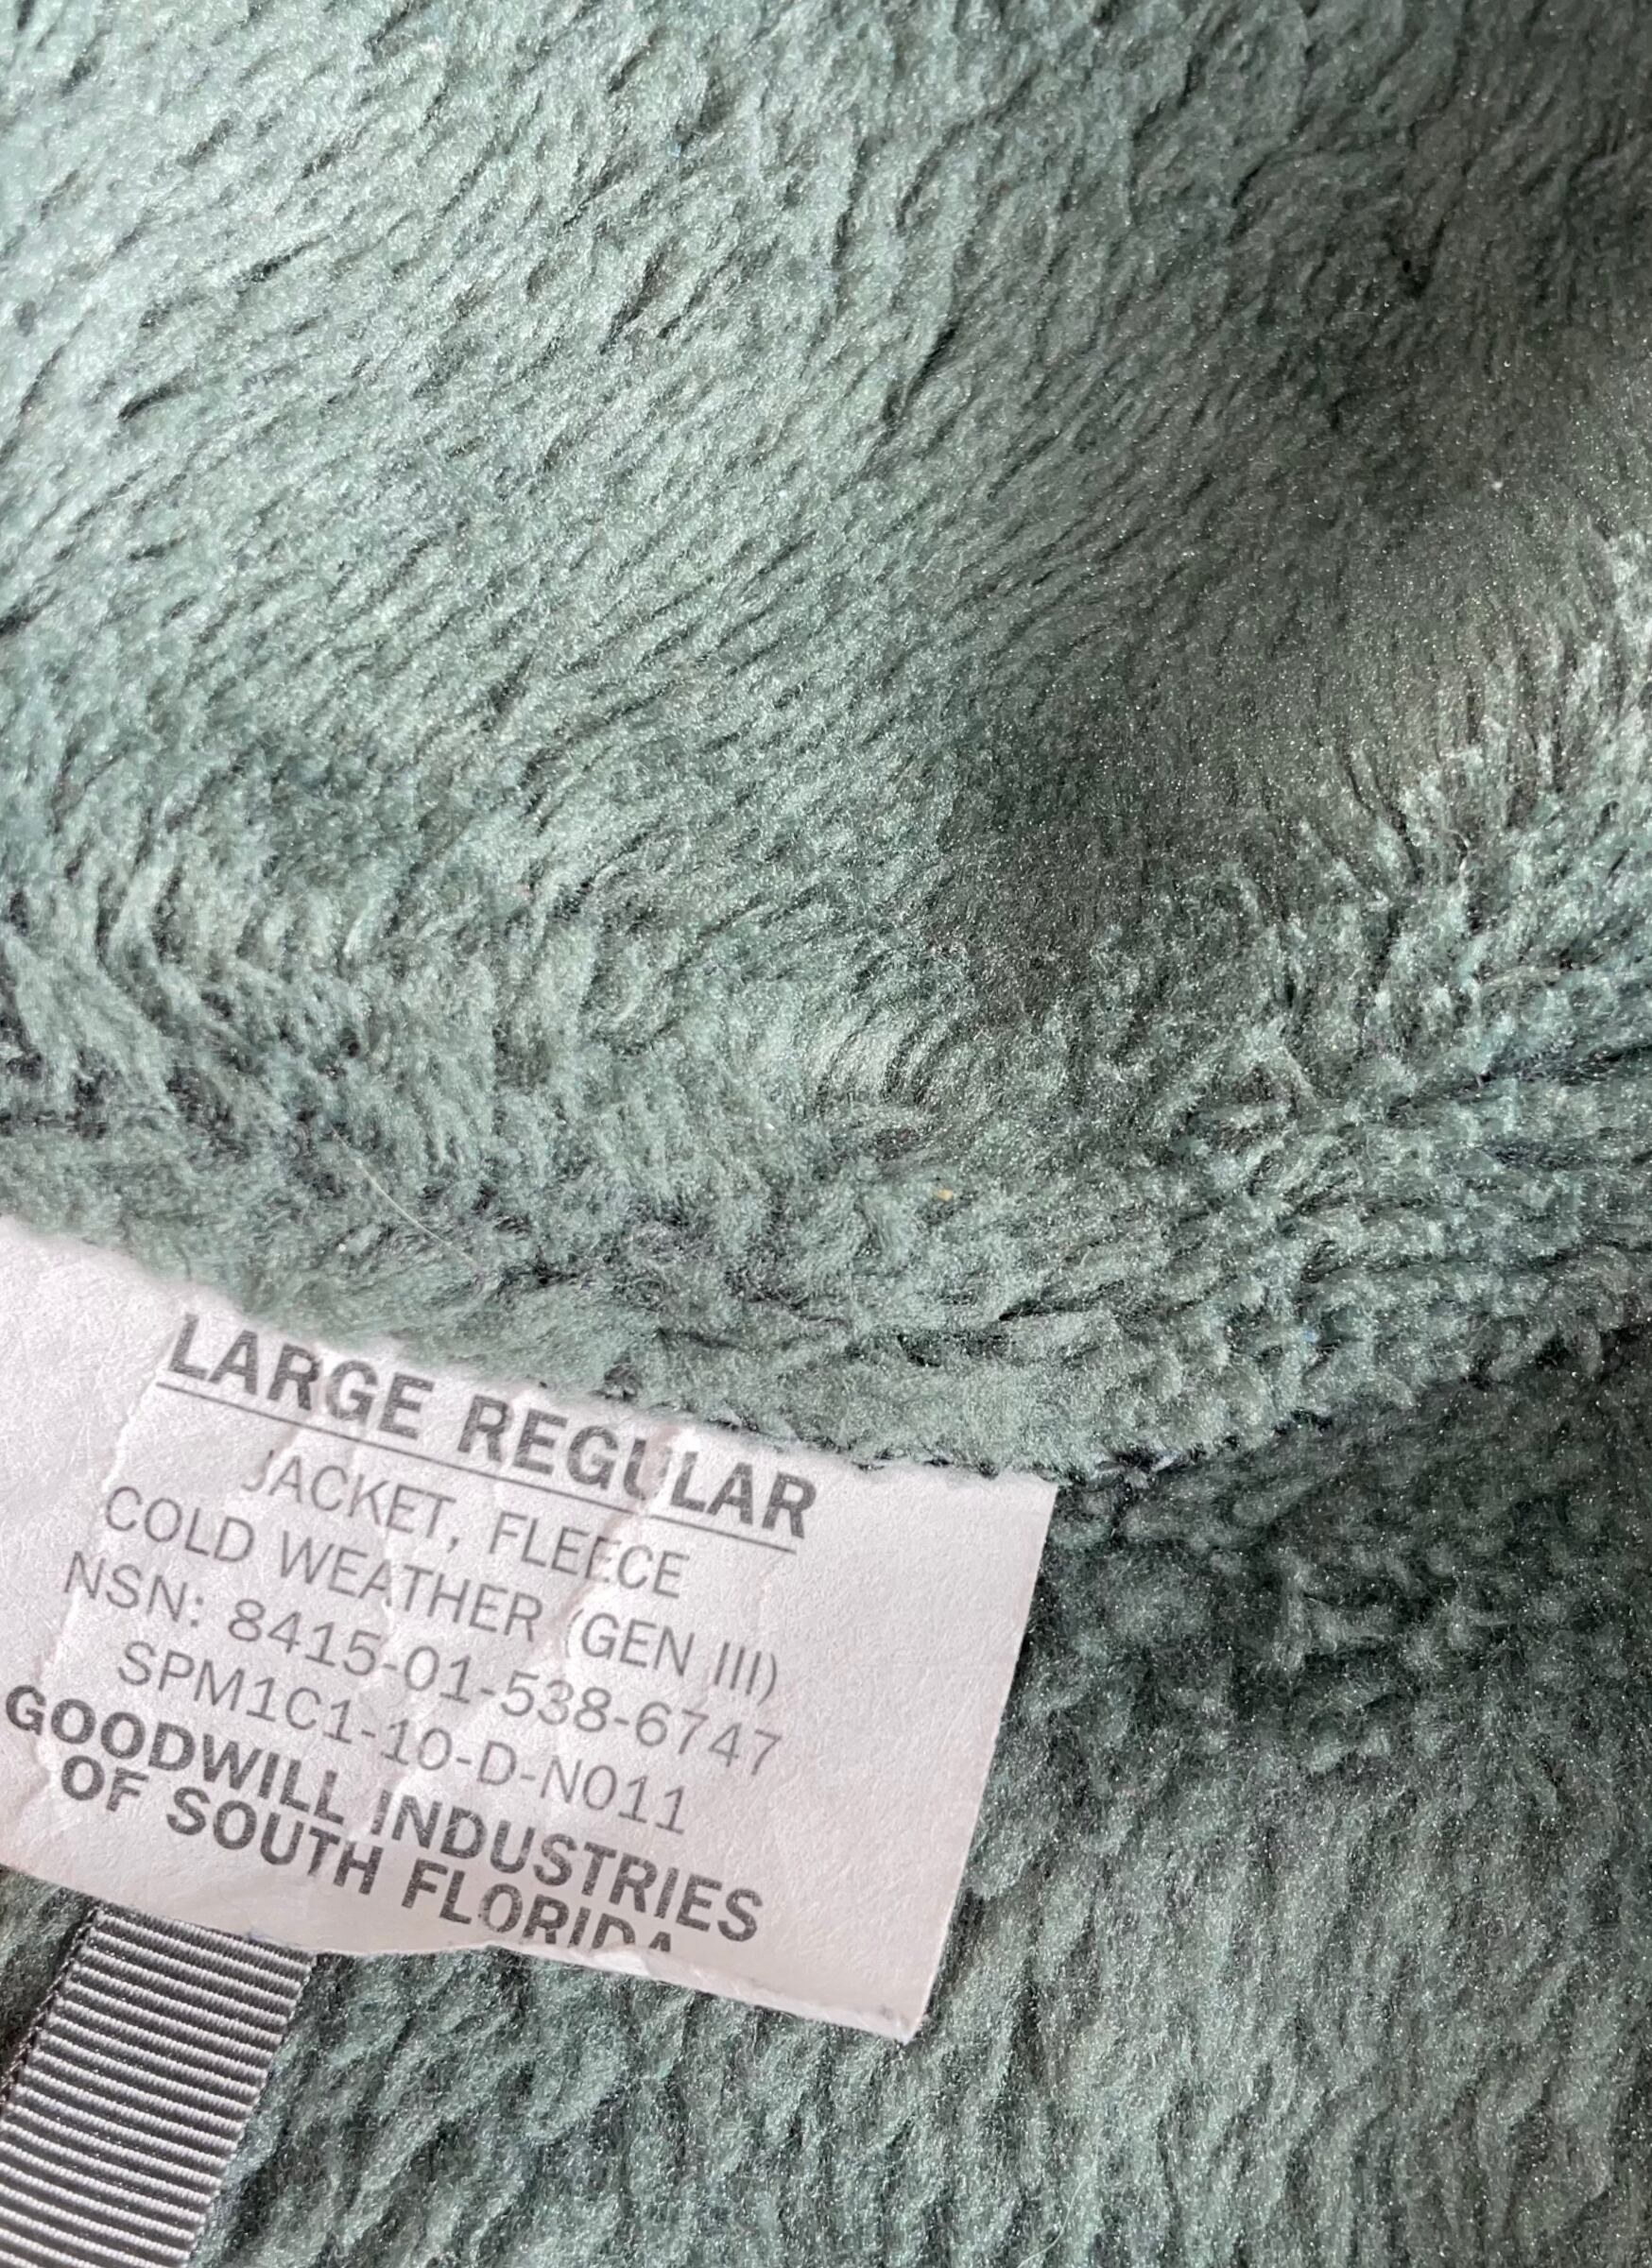 LARGE REGULAR
JACKET, FLEECE
COLD WEATHER (GEN III)
NSN: 8415-01-538-6747
SPM1C1-10-D-N011
GOODWILL INDUSTRIES
OF SOUTH FLORIDA